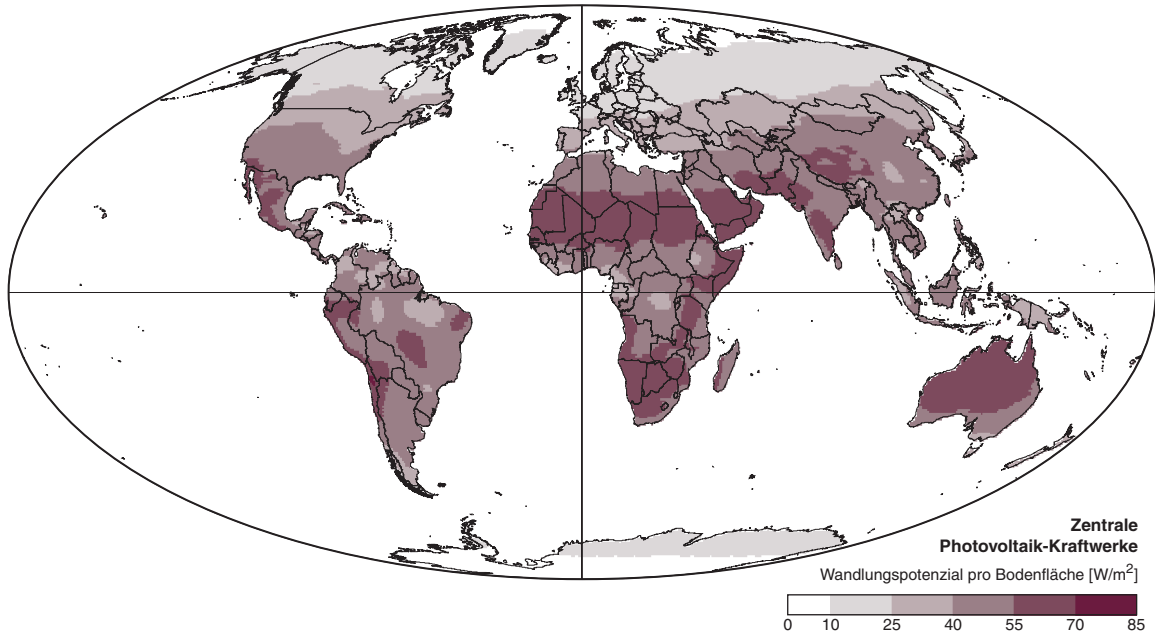 Zentrale
Photovoltaik-Kraftwerke
Wandlungspotenzial pro Bodenfläche [W/m²]
0 10 25 40 55 70 85